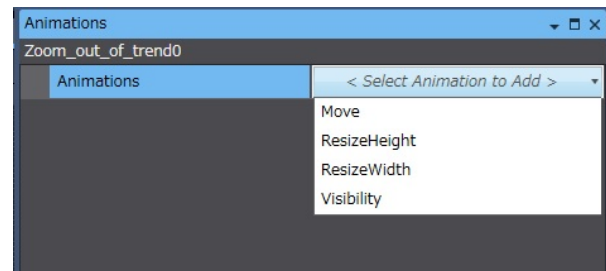 Animations
Zoom_out_of_trend0
Animations < Select Animation to Add >
Move
ResizeHeight
ResizeWidth
Visibility